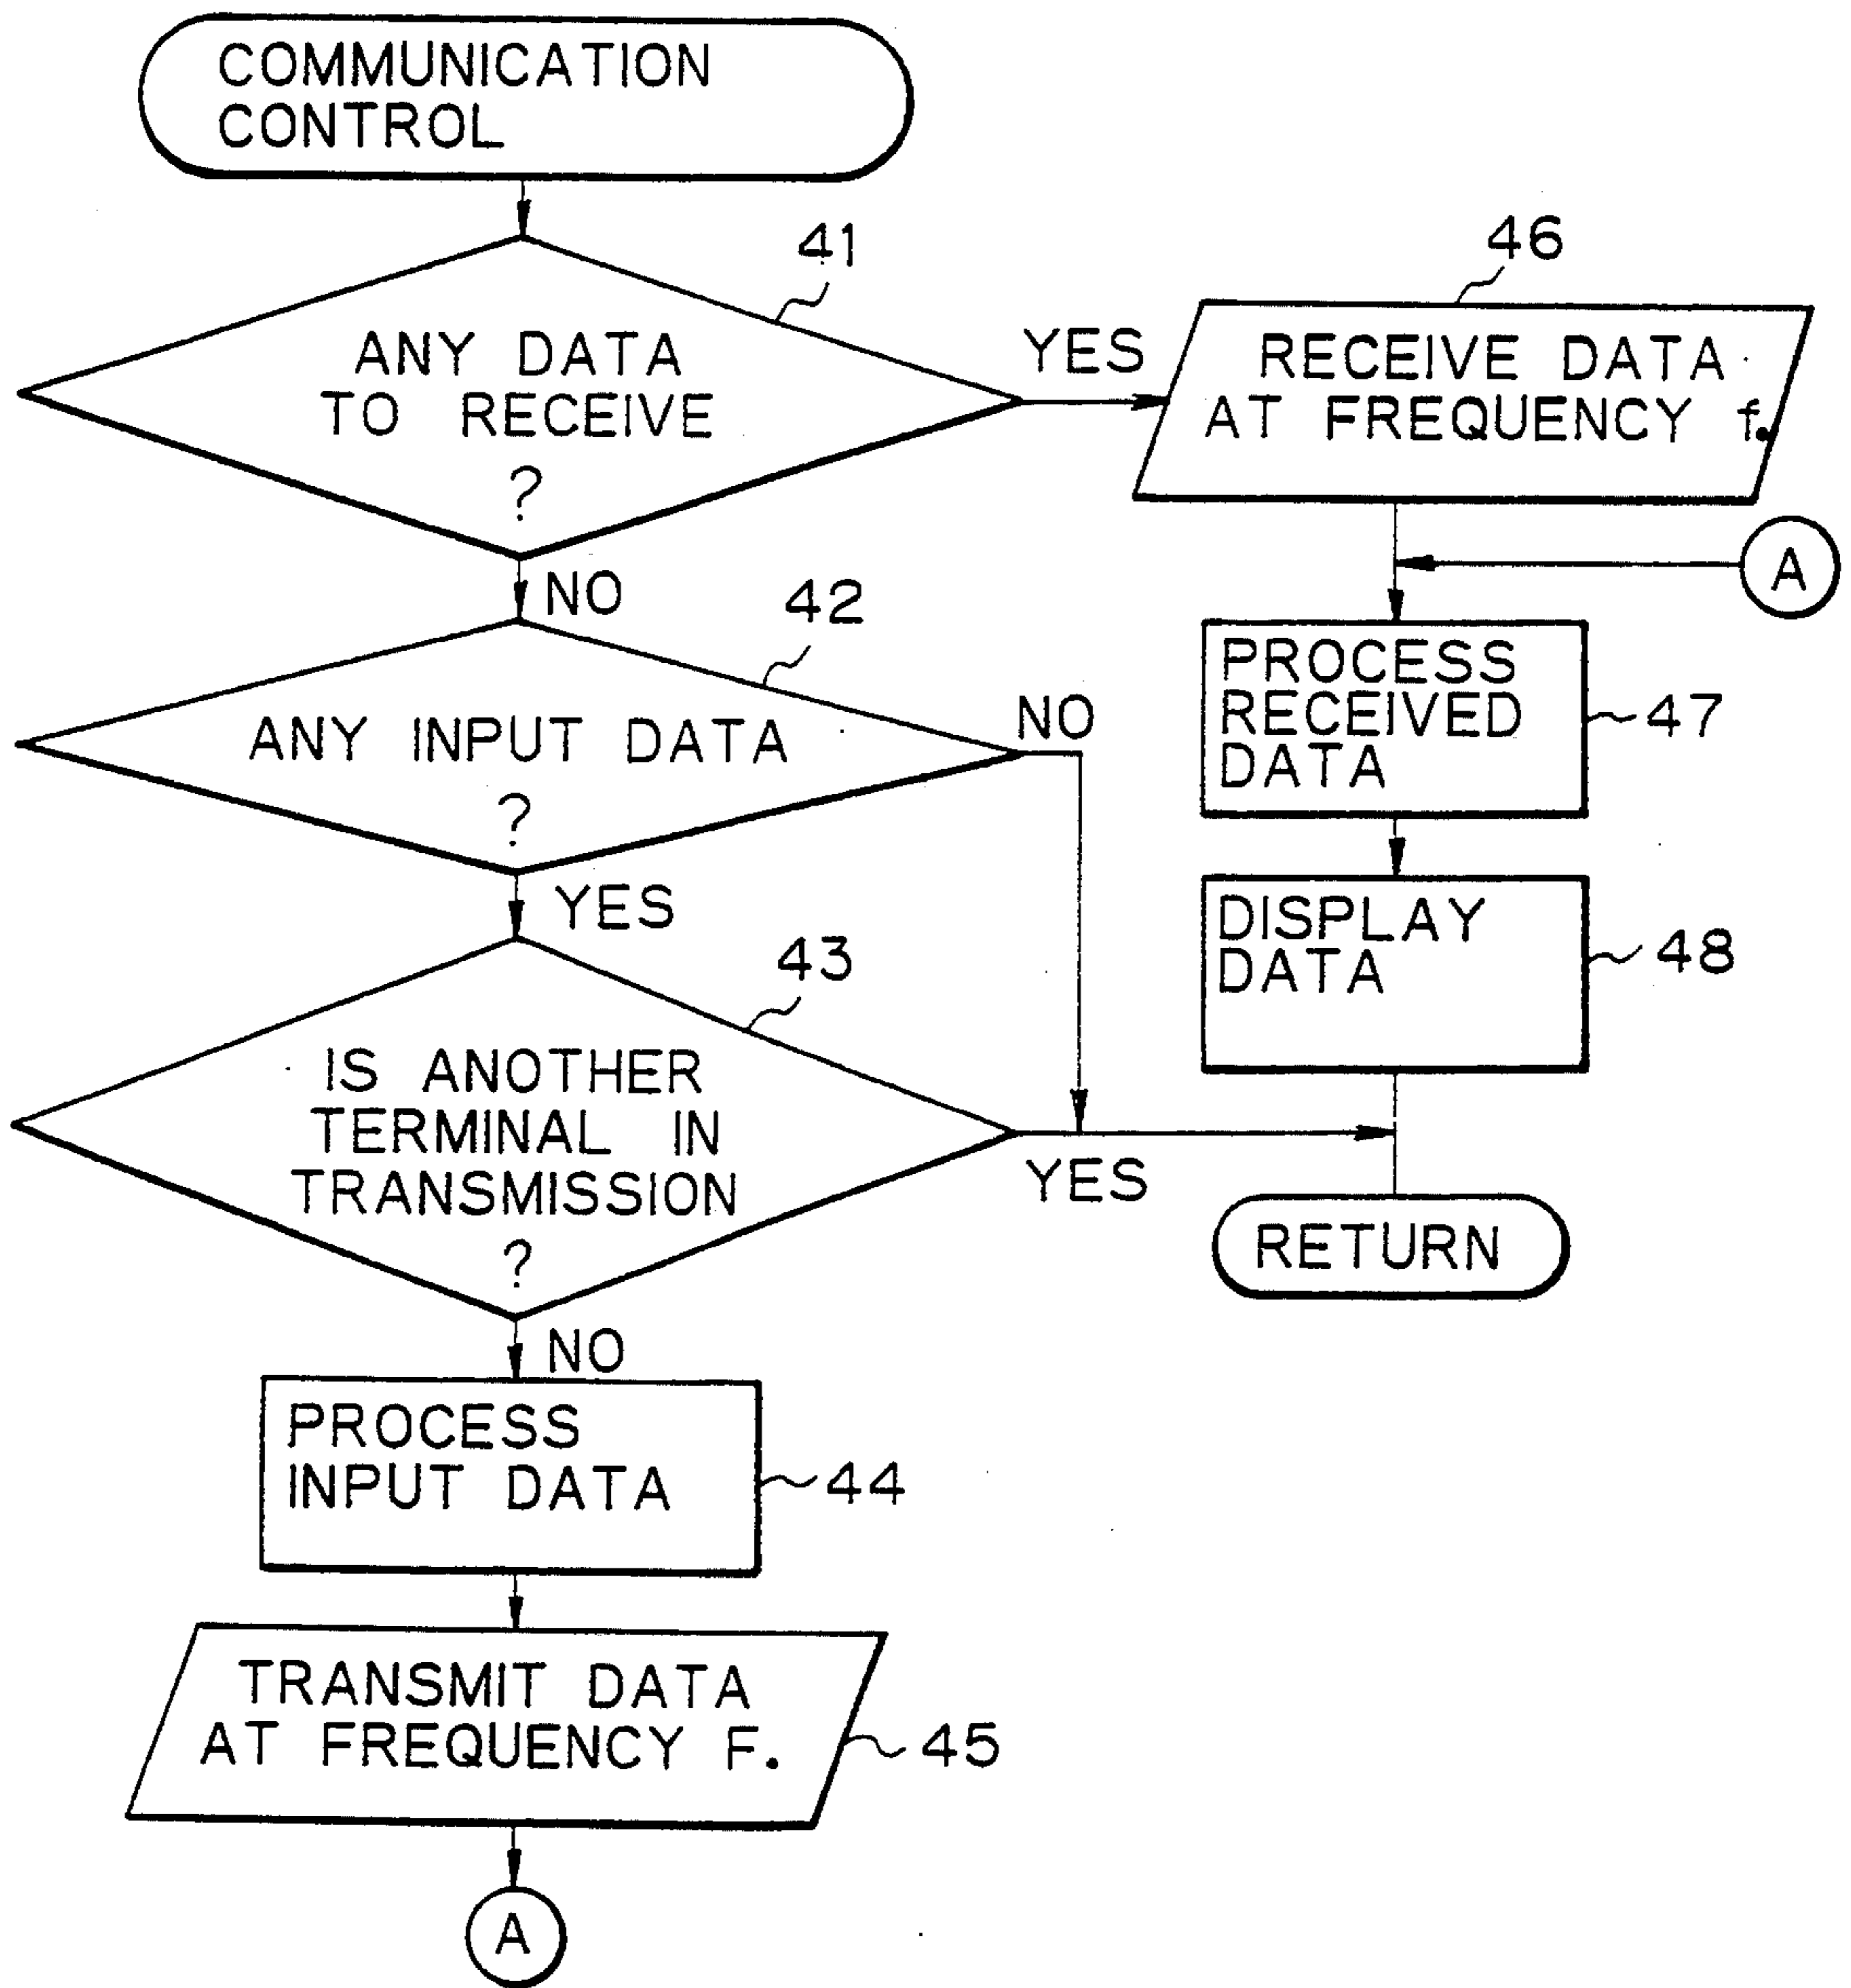 COMMUNICATION
CONTROL
41
ANY DATA
TO RECEIVE
?
YES
46
RECEIVE DATA
AT FREQUENCY f.
A
NO
42
ANY INPUT DATA
?
NO
PROCESS
RECEIVED
DATA
47
YES
DISPLAY
DATA
48
43
IS ANOTHER
TERMINAL IN
TRANSMISSION
?
YES
RETURN
NO
PROCESS
INPUT DATA
44
TRANSMIT DATA
AT FREQUENCY F.
45
A